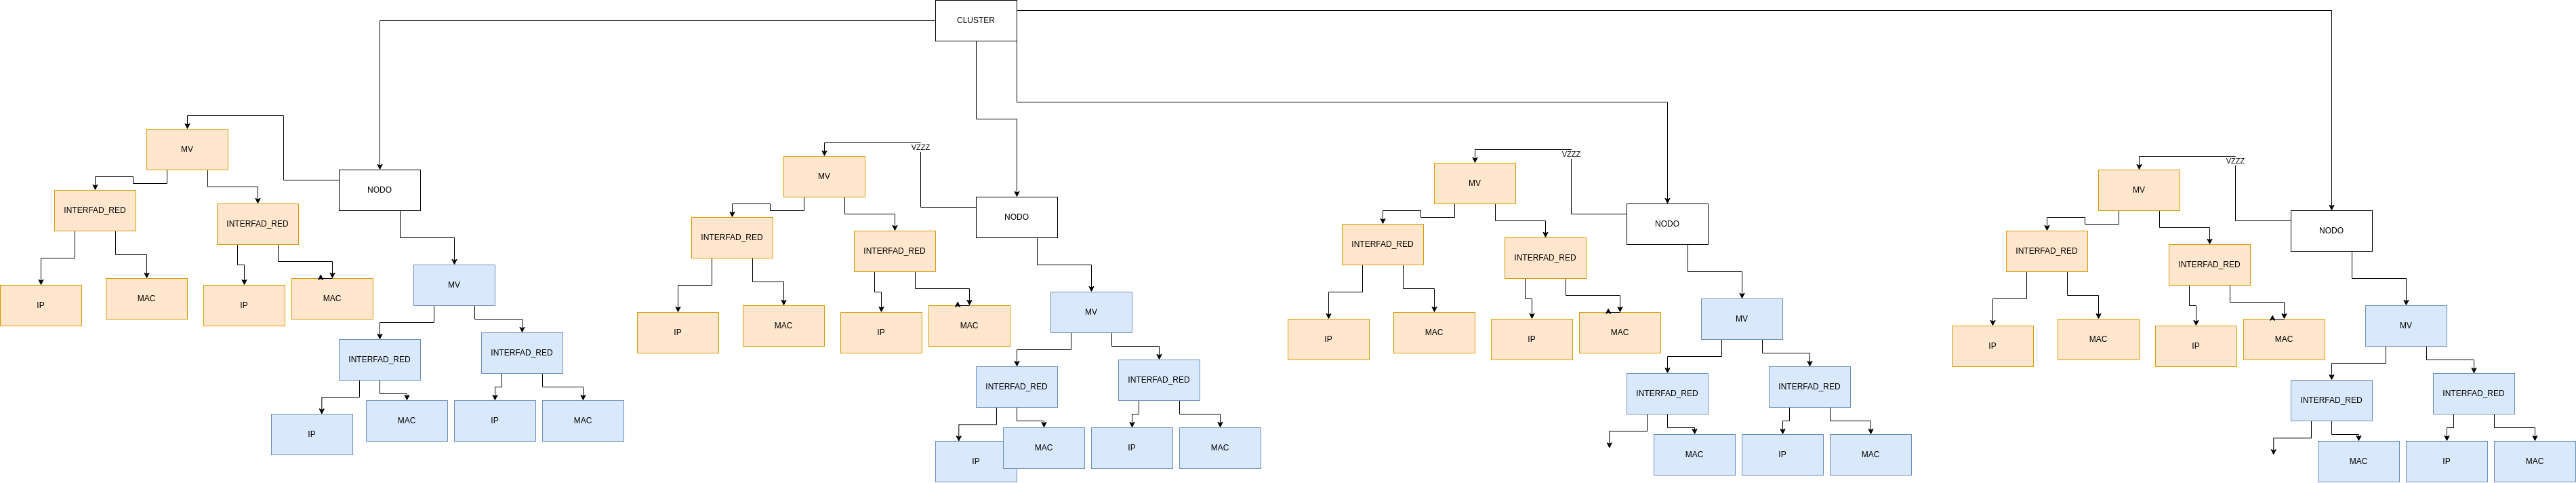 CLUSTER
MV
NODO
INTERFAD_RED
INTERFAD_RED
IP
MAC
IP
MAC
MV
INTERFAD_RED
INTERFAD_RED
IP
MAC
IP
MAC
VZZZ
MV
NODO
INTERFAD_RED
INTERFAD_RED
IP
MAC
IP
MAC
MV
INTERFAD_RED
INTERFAD_RED
IP
MAC
IP
MAC
VZZZ
MV
NODO
INTERFAD_RED
INTERFAD_RED
IP
MAC
IP
MAC
MV
INTERFAD_RED
INTERFAD_RED
MAC
IP
MAC
VZZZ
MV
NODO
INTERFAD_RED
INTERFAD_RED
IP
MAC
IP
MAC
MV
INTERFAD_RED
INTERFAD_RED
MAC
IP
MAC